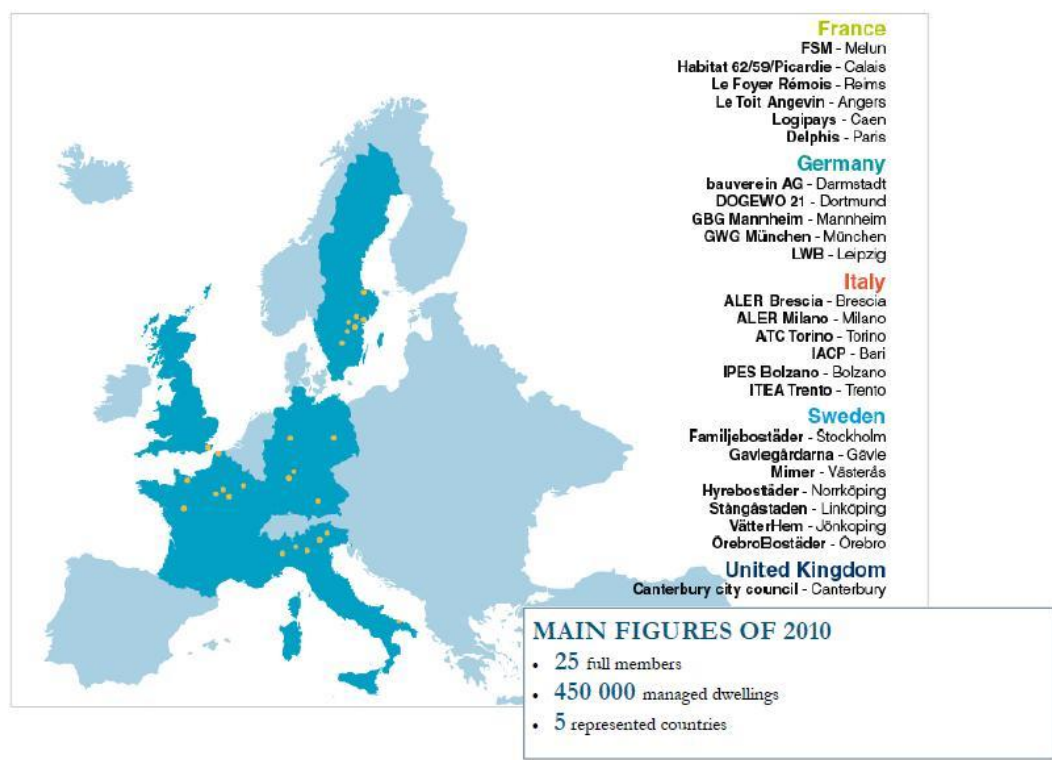 France
FSM - Melun
Habitat 62/59/Picardie - Calais
Le Foyer Rémois - Reims
Le Toit Angevin - Angers
Logipays - Caen
Delphis - Paris
Germany
bauverein AG - Darmstadt
DOGEWO 21 - Dortmund
GBG Mannheim - Mannheim
GWG München - München
LWB - Leipzig
Italy
ALER Brescia - Brescia
ALER Milano - Milano
ATC Torino - Torino
IACP - Bari
IPES Bolzano - Bolzano
ITEA Trento - Trento
Sweden
Familjebostäder - Stockholm
Gavlegårdarna - Gävle
Mimer - Västerås
Hyrebostäder - Norrköping
Stångåstaden - Linköping
VätterHem - Jönkoping
ÖrebroBostäder - Örebro
United Kingdom
Canterbury city council - Canterbury
MAIN FIGURES OF 2010
• 25 full members
• 450 000 managed dwellings
• 5 represented countries